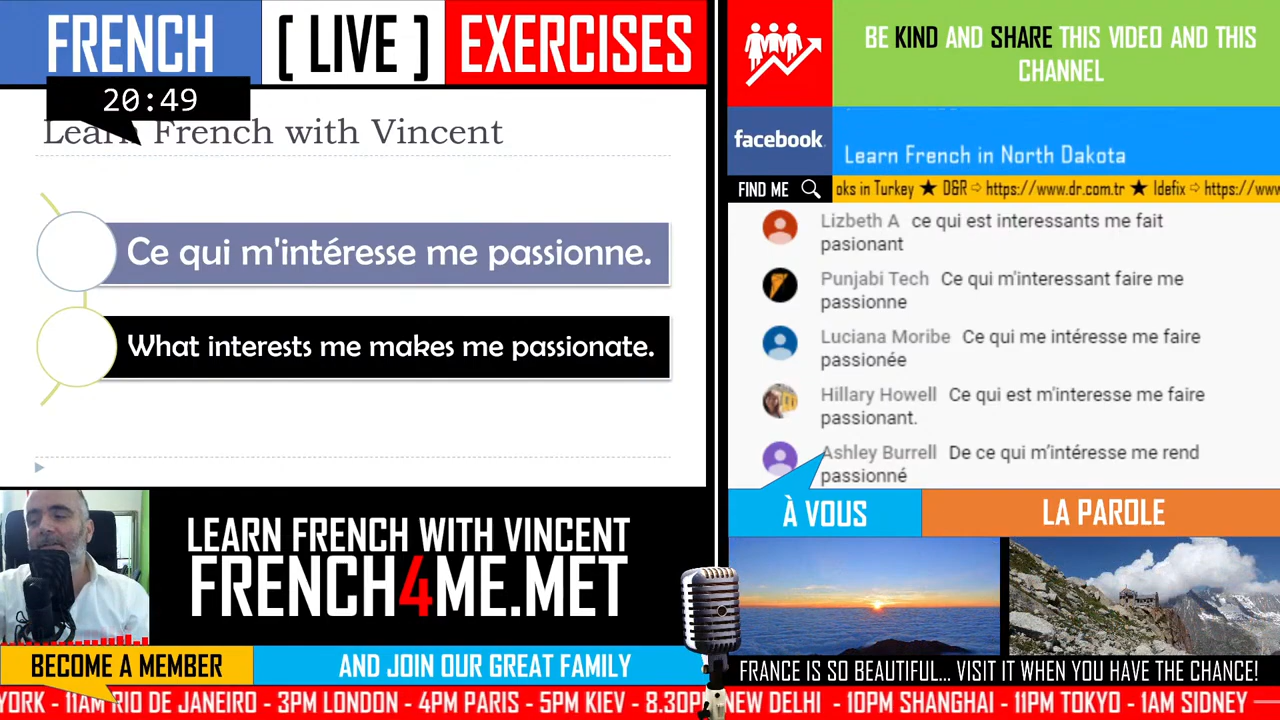 FRENCH
[ LIVE ]
EXERCISES
20:49
Learn French with Vincent
Ce qui m'intéresse me passionne.
What interests me makes me passionate.
LEARN FRENCH WITH VINCENT
FRENCH4ME.MET
BECOME A MEMBER
AND JOIN OUR GREAT FAMILY
BE KIND AND SHARE THIS VIDEO AND THIS
CHANNEL
facebook.
Learn French in North Dakota
FIND ME
in Turkey ★ D&R ⇨ https://www.dr.com.tr ★ Idefix ⇨
Lizbeth A ce qui est interessants me fait
pasionant
Punjabi Tech Ce qui m'interessant faire me
passionne
Luciana Moribe Ce qui me intéresse me faire
passionée
Hillary Howell Ce qui est m'interesse me faire
passionant.
Ashley Burrell De ce qui m'intéresse me rend
passionné
À VOUS
LA PAROLE
FRANCE IS SO BEAUTIFUL... VISIT IT WHEN YOU HAVE THE CHANCE!
YORK - 11AM RIO DE JANEIRO - 3PM LONDON - 4PM PARIS - 5PM KIEV - 8.30PM NEW DELHI - 10PM SHANGHAI - 11PM TOKYO - 1AM SIDNEY -